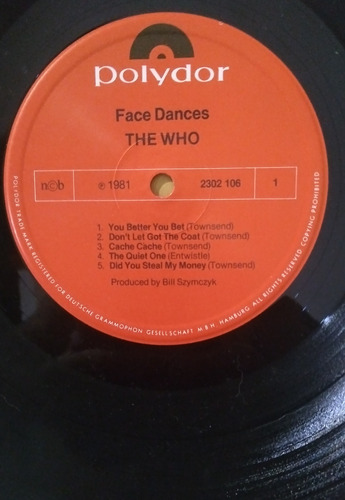 polydor
Face Dances
THE WHO
n©b
℗ 1981
2302 106
1
1. You Better You Bet (Townsend)
2. Don't Let Got The Coat (Townsend)
3. Cache Cache (Townsend)
4. The Quiet One (Entwistle)
5. Did You Steal My Money (Townsend)
Produced by Bill Szymczyk
POLYDOR TRADE MARK REGISTERED FOR DEUTSCHE GRAMMOPHON GESELLSCHAFT M.B.H. HAMBURG ALL RIGHTS RESERVED COPYING PROHIBITED